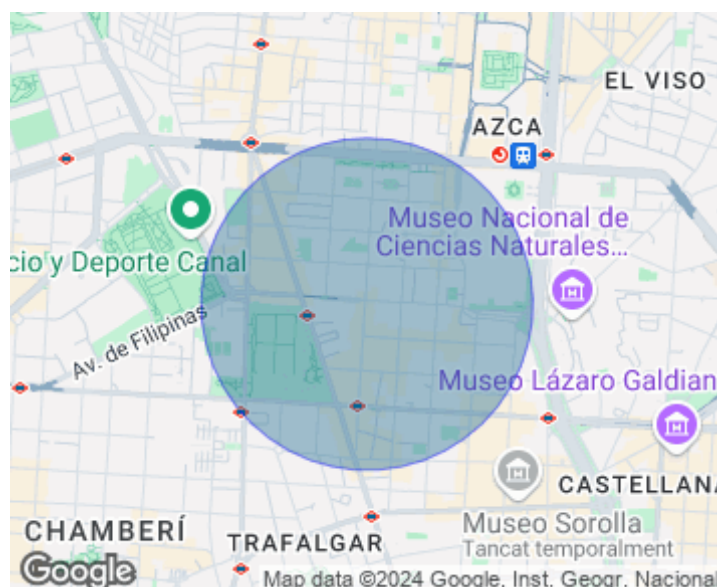 EL VISO
AZCA
Museo Nacional de
Ciencias Naturales...
cio y Deporte Canal
Av. de Filipinas
Museo Lázaro Galdian
CASTELLANA
Museo Sorolla
Tancat temporalment
CHAMBERÍ
TRAFALGAR
Google
Map data ©2024 Google, Inst. Geogr. Nacional